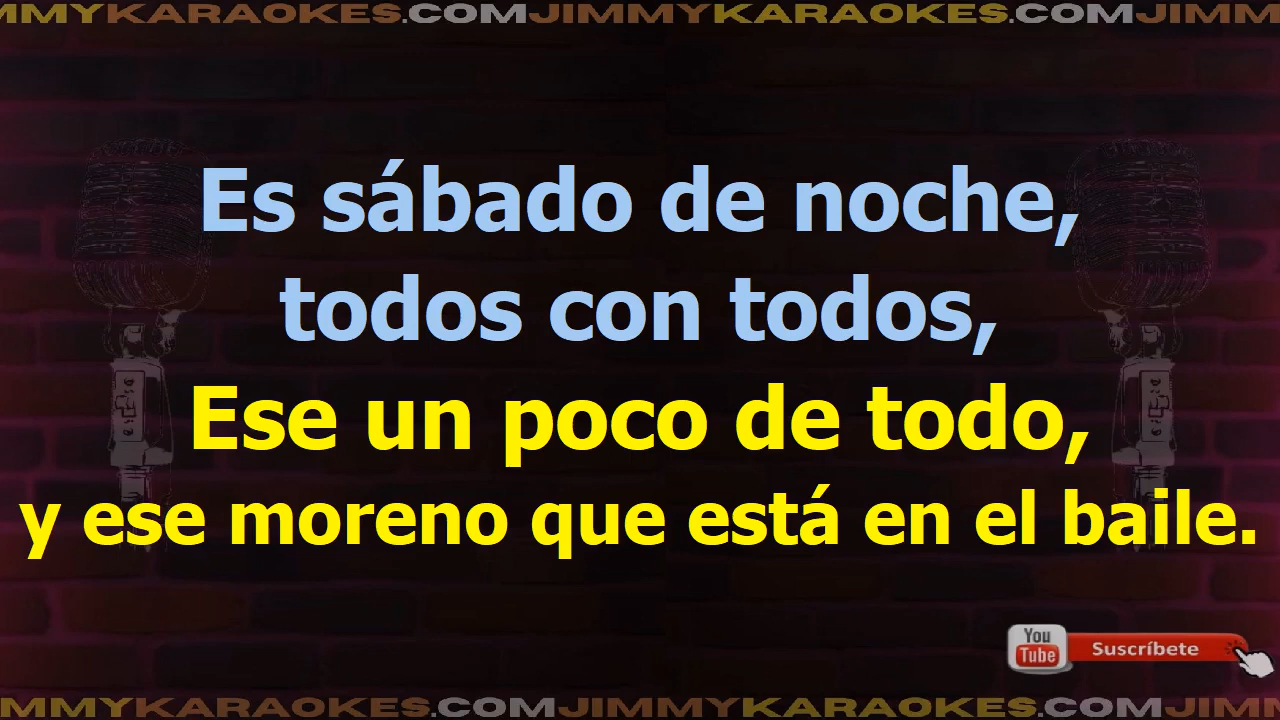 MMYKARAOKES.COMJIMMYKARAOKES.COMJIMM
Es sábado de noche,
todos con todos,
Ese un poco de todo,
y ese moreno que está en el baile.
You
Tube
Suscríbete
MMYKARAOKES.COMJIMMYKARAOKES.COMJIMM